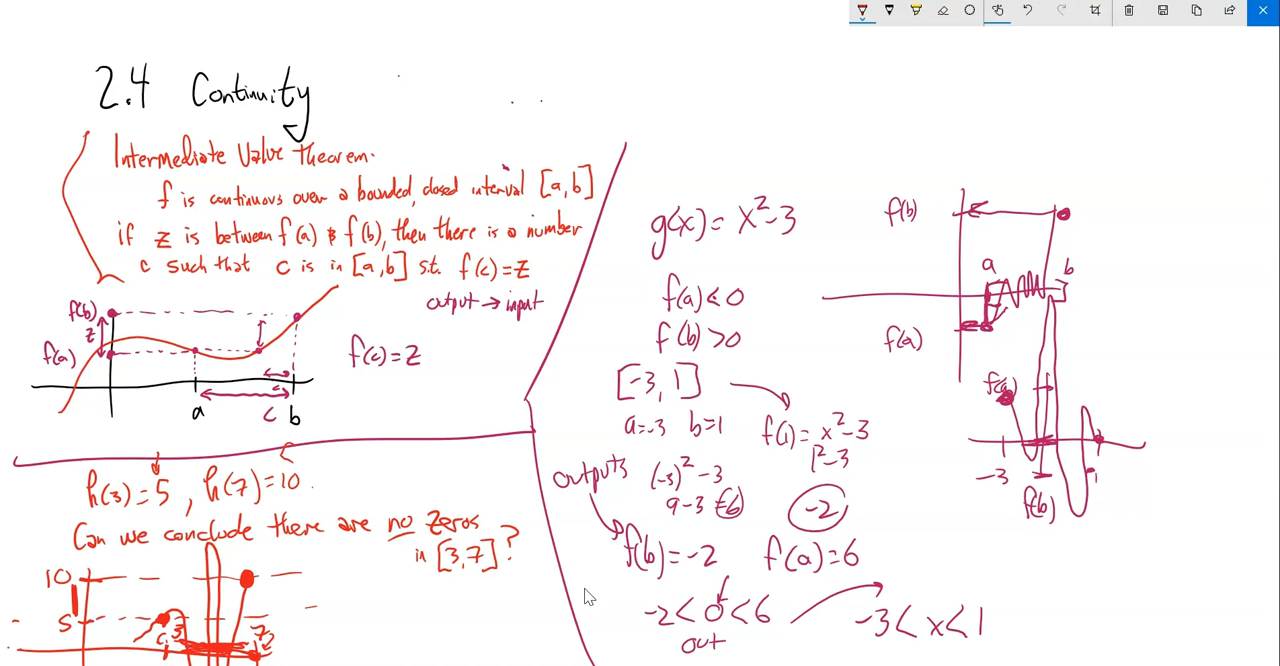 2.4 Continuity
Intermediate Value Theorem.
f is continuous over a bounded, closed interval [a,b]
if z is between f(a) & f(b), then there is a number
c such that c is in [a,b] s.t. f(c)=z
output → input
f(b)
z
f(a)
f(c)=z
a
c
b
h(3)=5, h(7)=10.
Can we conclude there are no zeros
in [3,7]?
10
5
3
7
g(x)= x²-3
f(a)<0
f(b)>0
[-3, 1]
a=-3 b=1
f(1)= x²-3
1²-3
-2
outputs
(-3)²-3
9-3=6
f(b)=-2 f(a)=6
-2<0<6
out
-3<x<1
f(b)
a
b
f(a)
f(a)
-3
1
f(b)